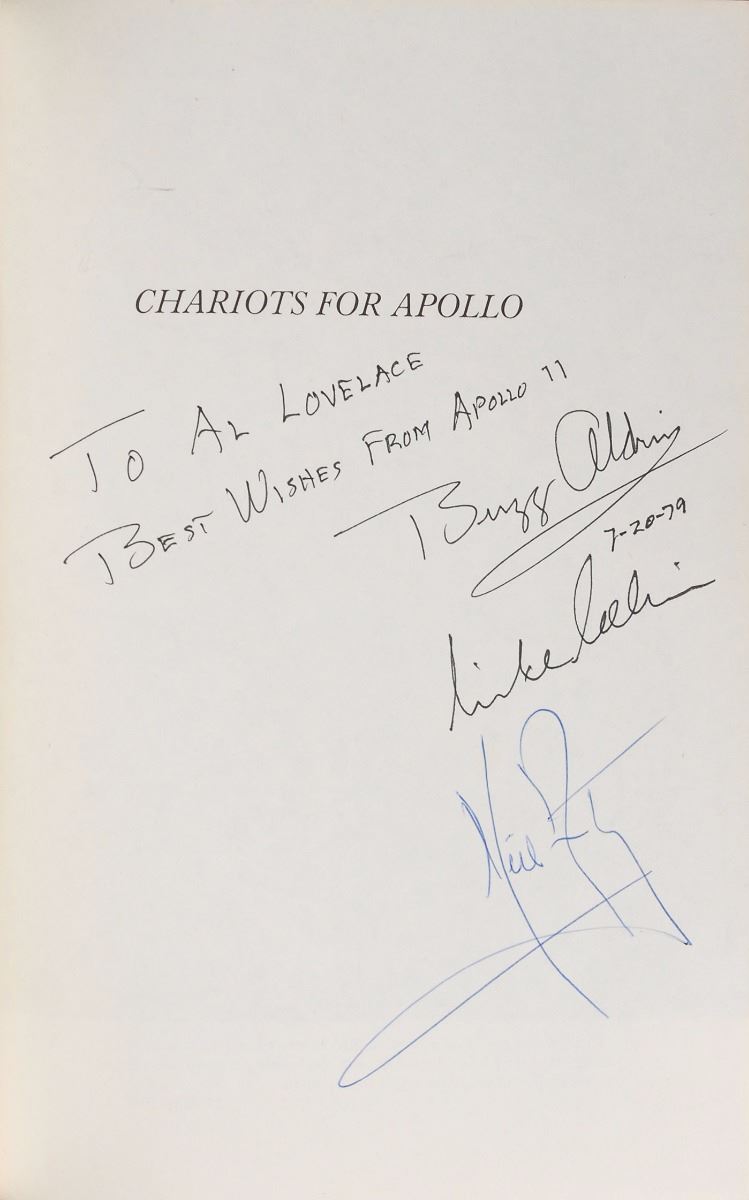 CHARIOTS FOR APOLLO
TO AL LOVELACE
BEST WISHES FROM APOLLO 11
Buzz Aldrin
7-20-79
Mike Collins
Neil